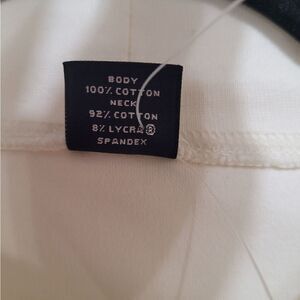 BODY
100% COTTON
NECK
92% COTTON
8% LYCRA®
SPANDEX